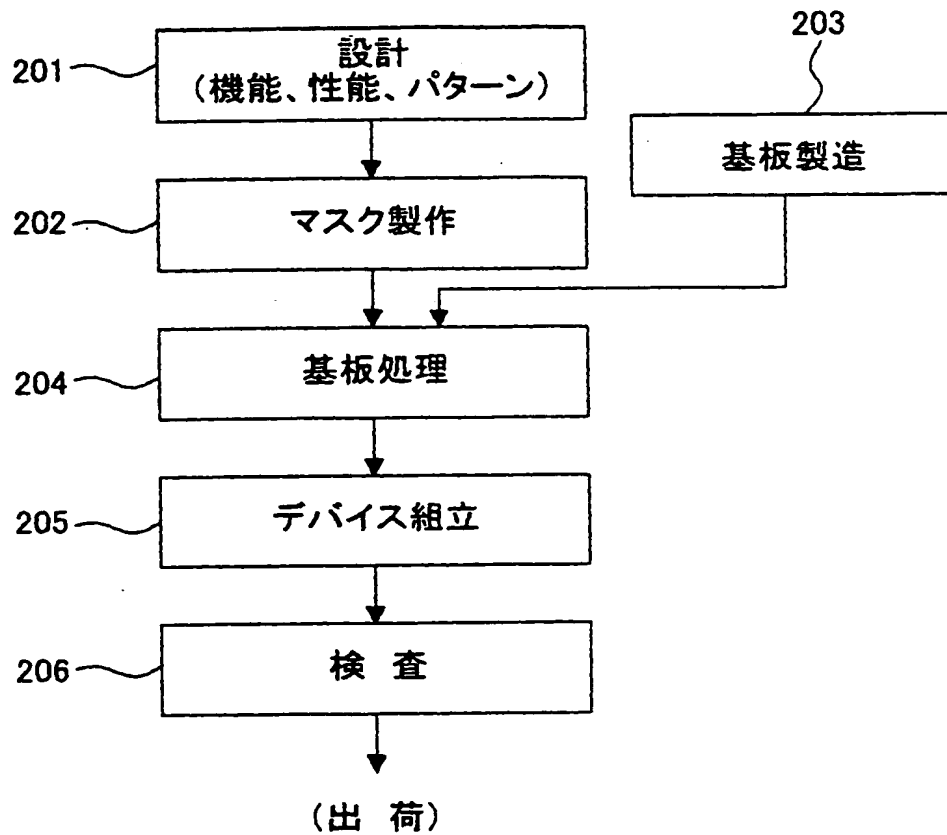 203
201
設計
(機能、性能、パターン)
基板製造
202
マスク製作
204
基板処理
205
デバイス組立
206
検 査
(出 荷)